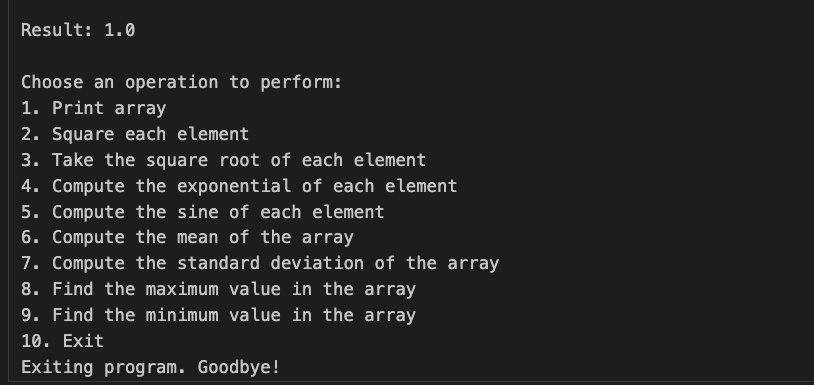 Result: 1.0
Choose an operation to perform:
1. Print array
2. Square each element
3. Take the square root of each element
4. Compute the exponential of each element
5. Compute the sine of each element
6. Compute the mean of the array
7. Compute the standard deviation of the array
8. Find the maximum value in the array
9. Find the minimum value in the array
10. Exit
Exiting program. Goodbye!